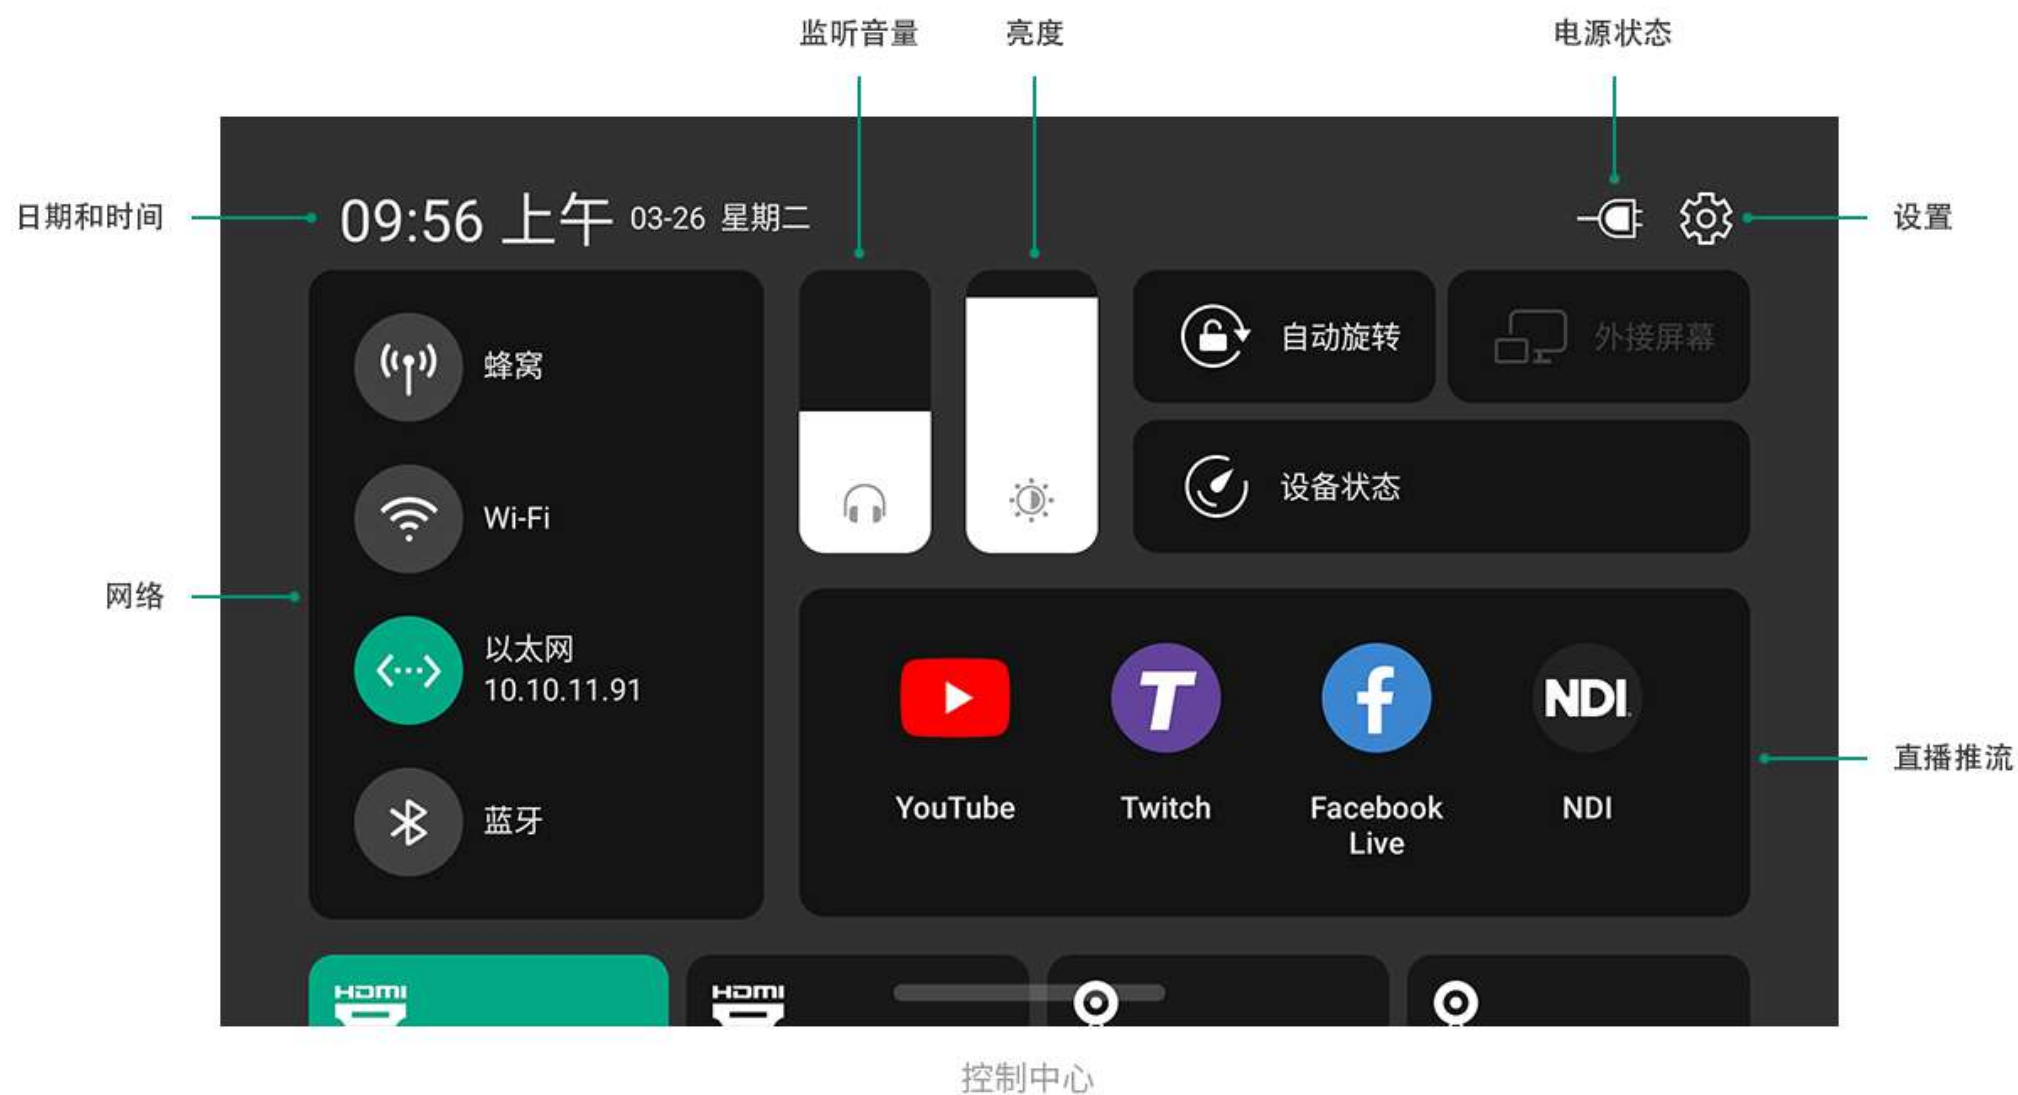 监听音量
亮度
电源状态
日期和时间
09:56 上午 03-26 星期二
设置
蜂窝
自动旋转
外接屏幕
Wi-Fi
设备状态
网络
以太网
10.10.11.91
蓝牙
NDI
YouTube
Twitch
Facebook
Live
NDI
直播推流
HDMI
HDMI
控制中心